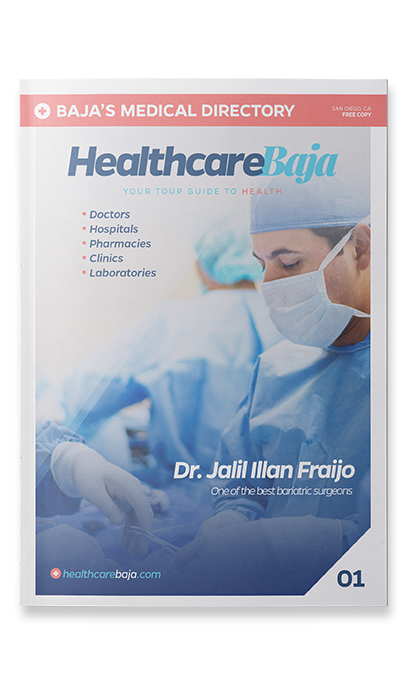 BAJA'S MEDICAL DIRECTORY
SAN DIEGO, CA
FREE COPY
HealthcareBaja
YOUR TOUR GUIDE TO HEALTH
• Doctors
• Hospitals
• Pharmacies
• Clinics
• Laboratories
Dr. Jalil Illan Fraijo
One of the best bariatric surgeons
healthcarebaja.com
01